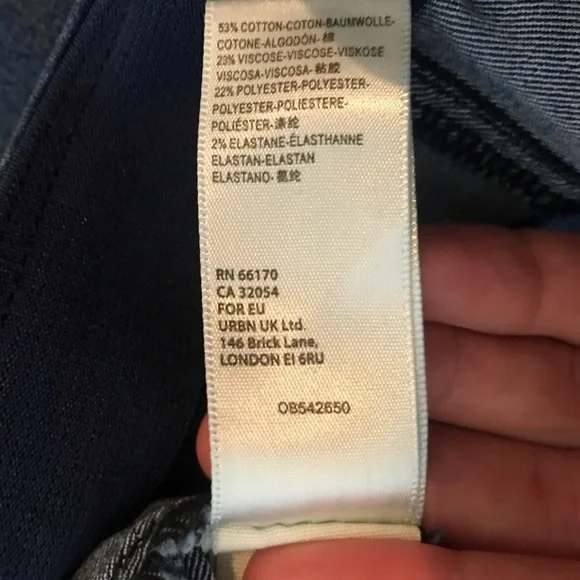 53% COTTON-COTON-BAUMWOLLE-
COTONE-ALGODÓN- 棉
23% VISCOSE-VISCOSE-VISKOSE
VISCOSA-VISCOSA- 粘胶
22% POLYESTER-POLYESTER-
POLYESTER-POLIESTERE-
POLIÉSTER- 涤纶
2% ELASTANE-ÉLASTHANNE
ELASTAN-ELASTAN
ELASTANO- 氨纶
RN 66170
CA 32054
FOR EU
URBN UK Ltd.
146 Brick Lane,
LONDON EI 6RU
OB542650